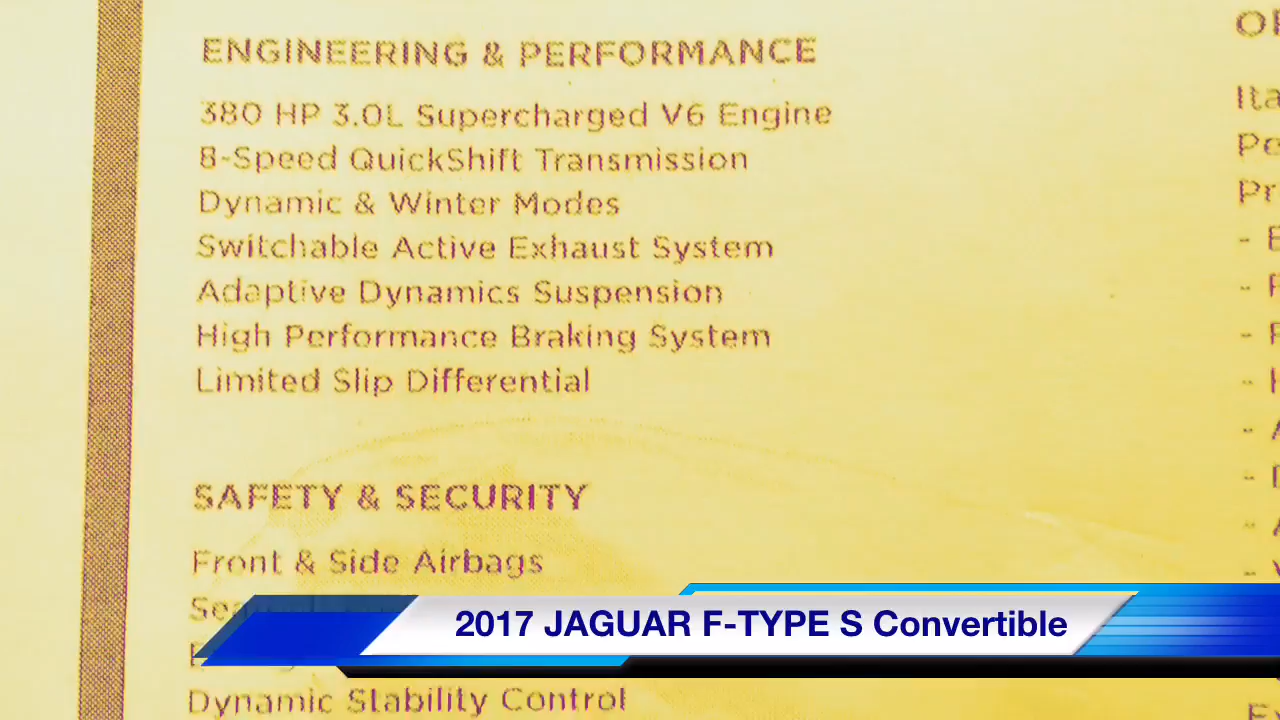 ENGINEERING & PERFORMANCE
380 HP 3.0L Supercharged V6 Engine
8-Speed QuickShift Transmission
Dynamic & Winter Modes
Switchable Active Exhaust System
Adaptive Dynamics Suspension
High Performance Braking System
Limited Slip Differential
SAFETY & SECURITY
Front & Side Airbags
Dynamic Stability Control
2017 JAGUAR F-TYPE S Convertible